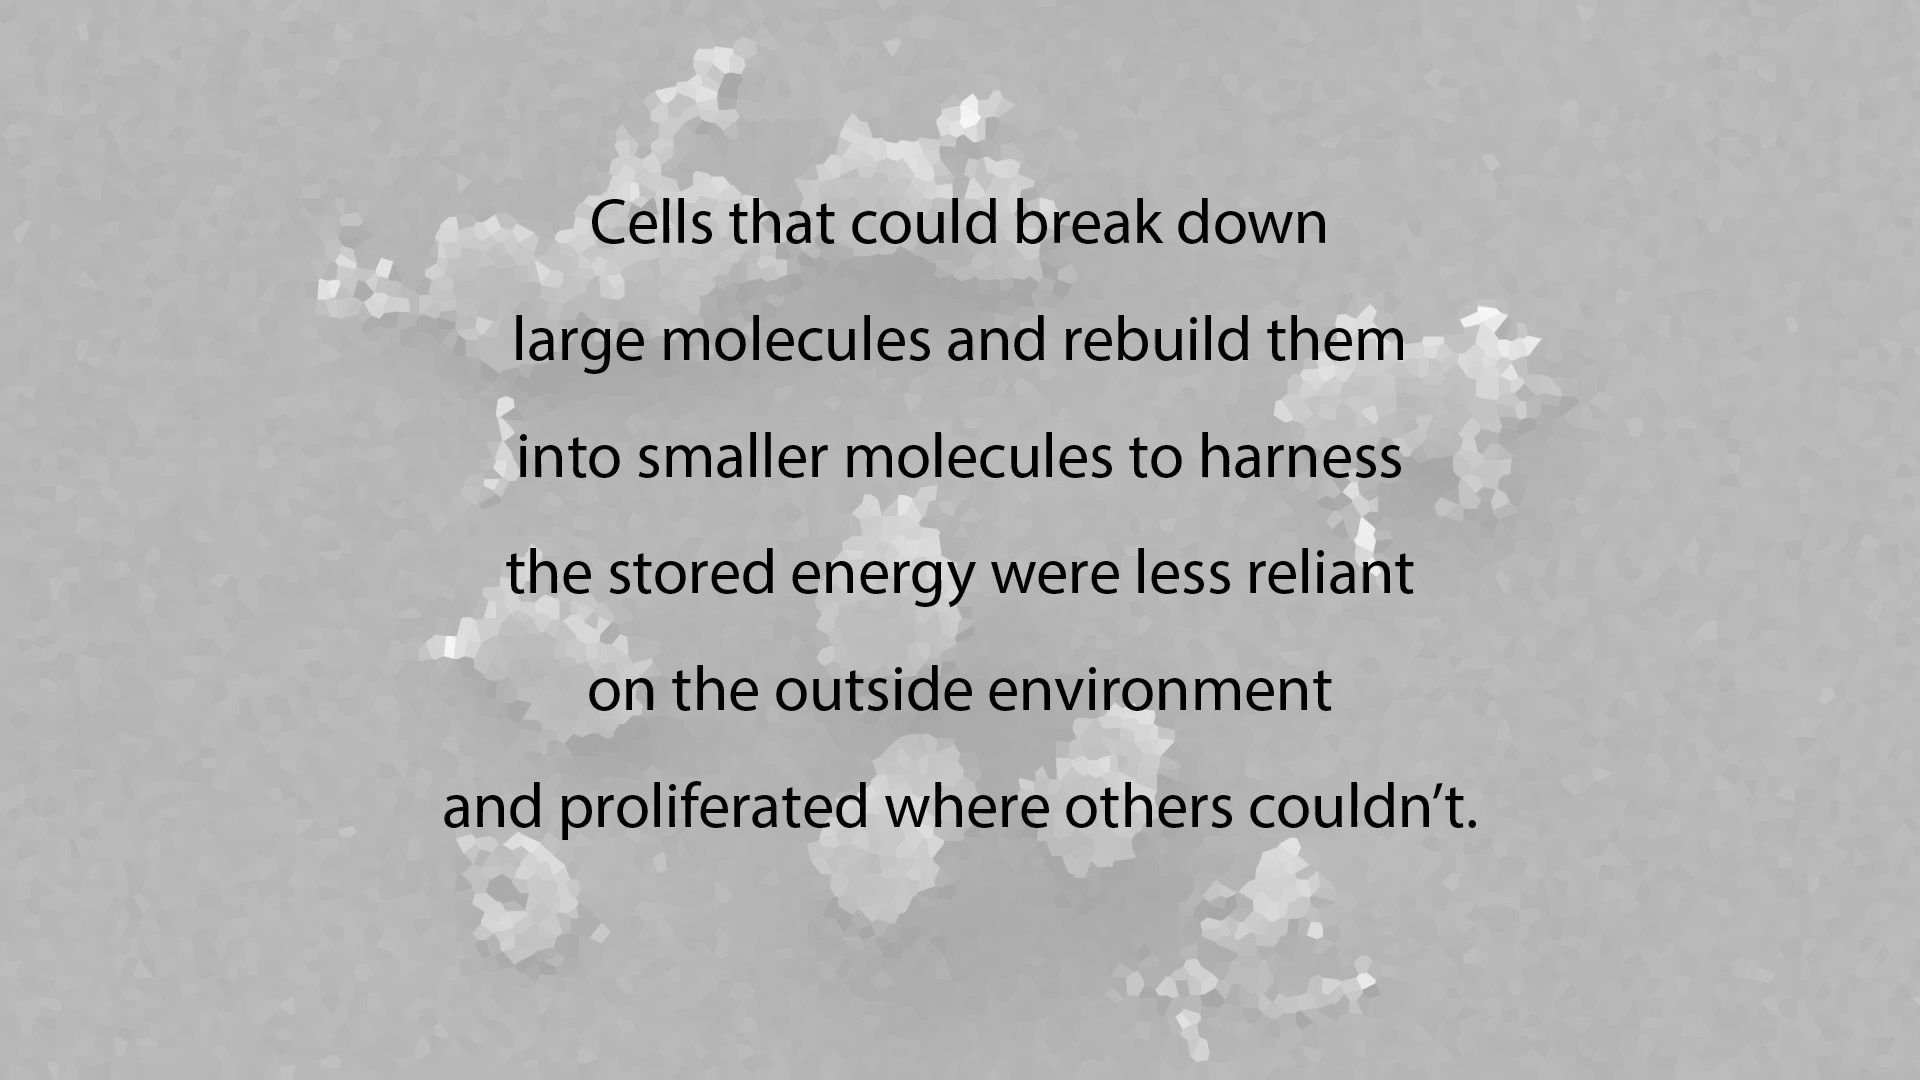 Cells that could break down
large molecules and rebuild them
into smaller molecules to harness
the stored energy were less reliant
on the outside environment
and proliferated where others couldn’t.